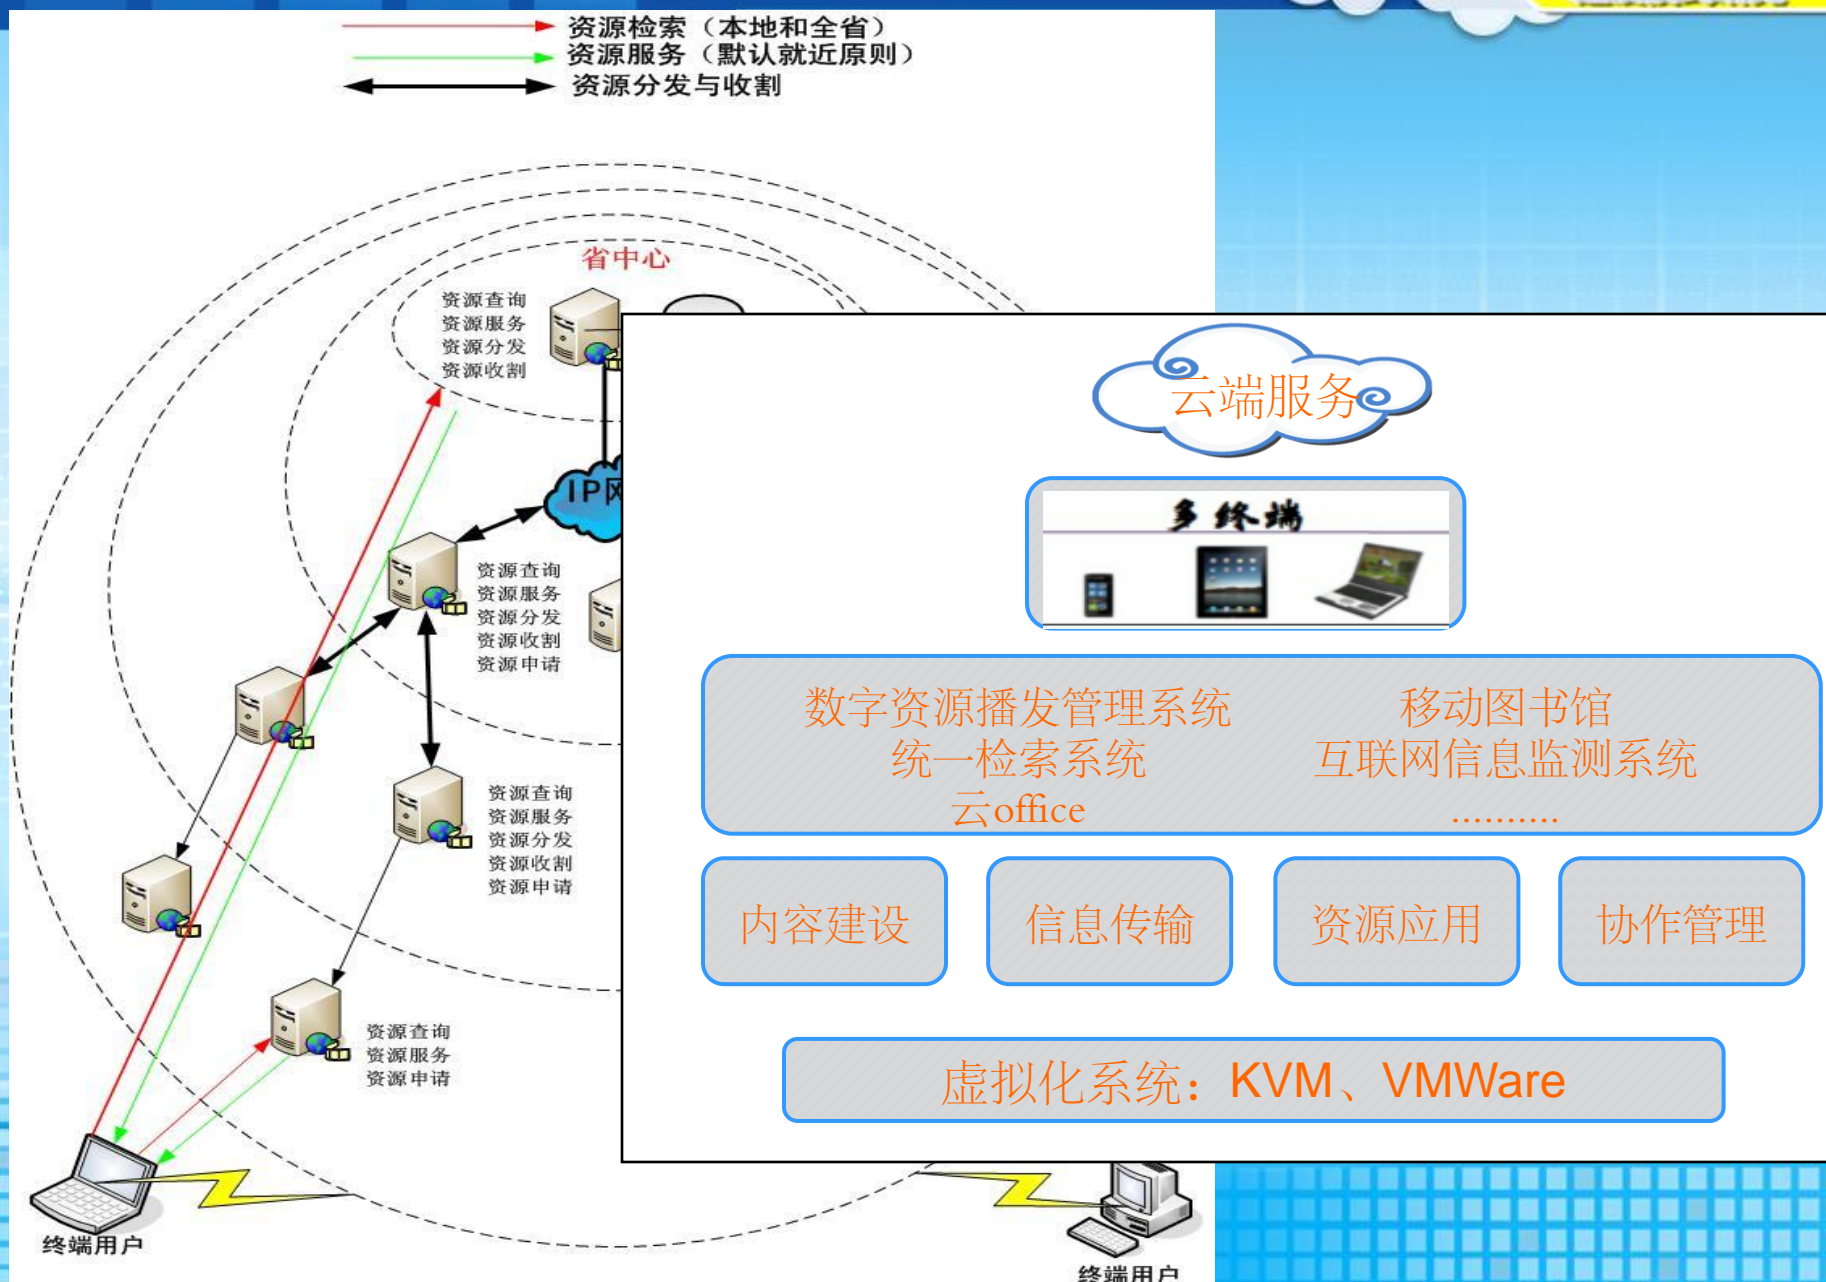 资源检索（本地和全省）
资源服务（默认就近原则）
资源分发与收割
省中心
资源查询
资源服务
资源分发
资源收割
IP
资源查询
资源服务
资源分发
资源收割
资源申请
资源查询
资源服务
资源分发
资源收割
资源申请
资源查询
资源服务
资源申请
终端用户
终端用户
云端服务
多终端
数字资源播发管理系统 移动图书馆
统一检索系统 互联网信息监测系统
云office ..........
内容建设 信息传输 资源应用 协作管理
虚拟化系统：KVM、VMWare